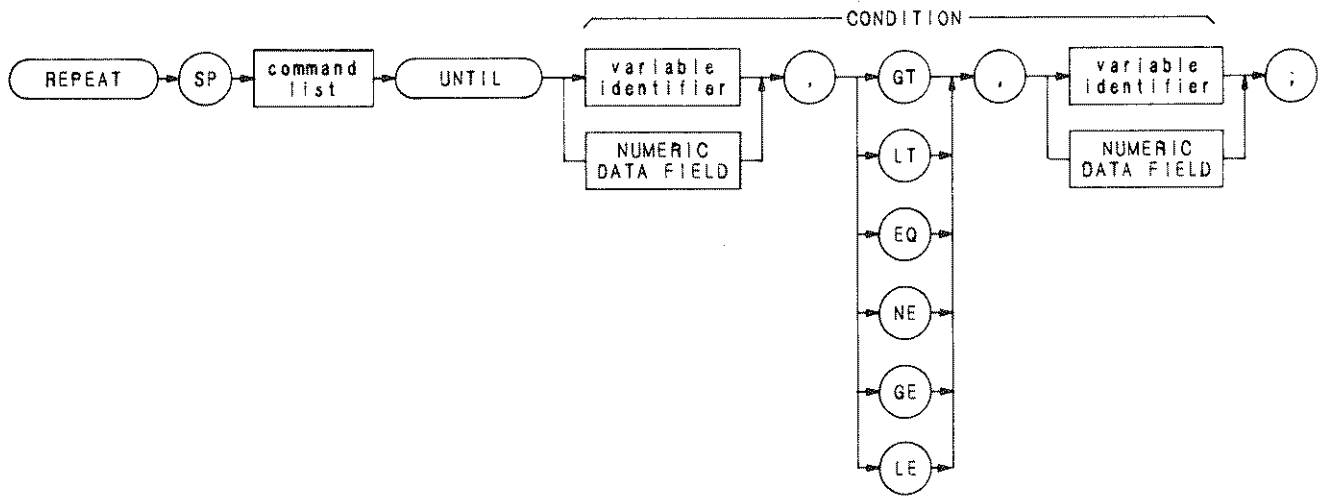 CONDITION
REPEAT
SP
command
list
UNTIL
variable
identifier
NUMERIC
DATA FIELD
,
GT
LT
EQ
NE
GE
LE
,
variable
identifier
NUMERIC
DATA FIELD
;